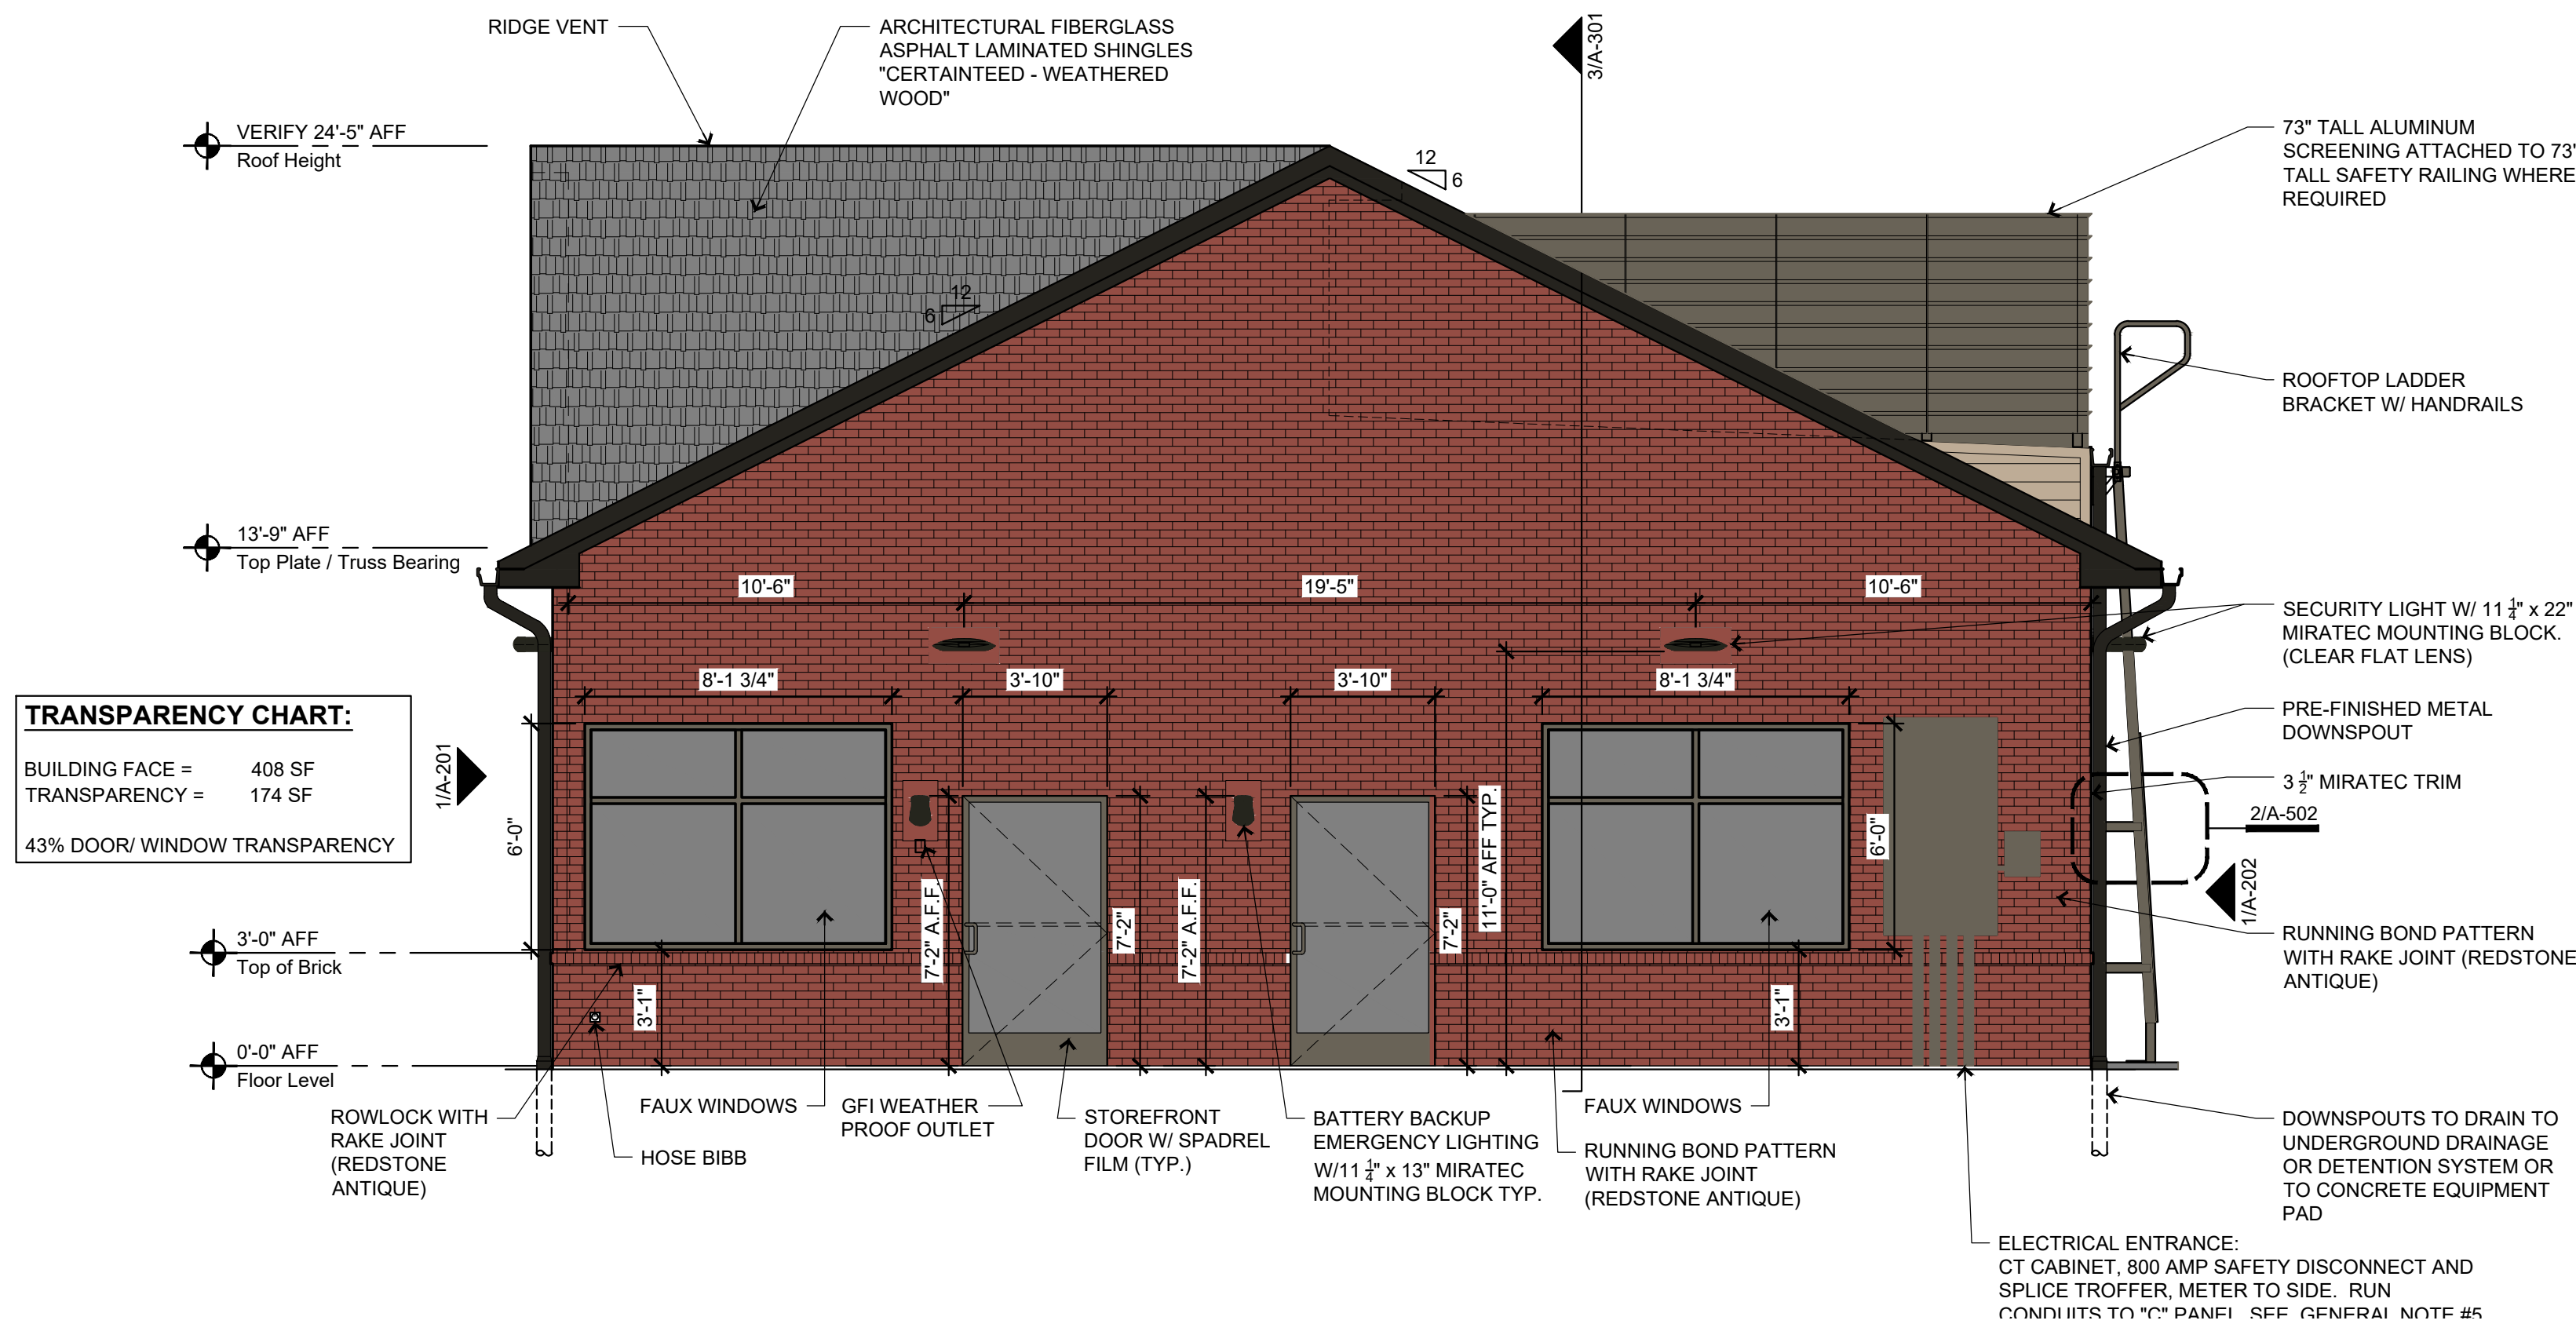 RIDGE VENT
ARCHITECTURAL FIBERGLASS
ASPHALT LAMINATED SHINGLES
"CERTAINTEED - WEATHERED
WOOD"
3/A-301
73" TALL ALUMINUM
SCREENING ATTACHED TO 73"
TALL SAFETY RAILING WHERE
REQUIRED
VERIFY 24'-5" AFF
Roof Height
12
6
12
6
ROOFTOP LADDER
BRACKET W/ HANDRAILS
13'-9" AFF
Top Plate / Truss Bearing
10'-6"
19'-5"
10'-6"
SECURITY LIGHT W/ 11 1/4" x 22"
MIRATEC MOUNTING BLOCK.
(CLEAR FLAT LENS)
8'-1 3/4"
3'-10"
3'-10"
8'-1 3/4"
PRE-FINISHED METAL
DOWNSPOUT
3 1/2" MIRATEC TRIM
2/A-502
TRANSPARENCY CHART:
BUILDING FACE = 408 SF
TRANSPARENCY = 174 SF
43% DOOR/ WINDOW TRANSPARENCY
1/A-201
6'-0"
7'-2" A.F.F.
7'-2"
7'-2" A.F.F.
7'-2"
11'-0" AFF TYP.
6'-0"
1/A-202
RUNNING BOND PATTERN
WITH RAKE JOINT (REDSTONE
ANTIQUE)
3'-0" AFF
Top of Brick
3'-1"
3'-1"
0'-0" AFF
Floor Level
ROWLOCK WITH
RAKE JOINT
(REDSTONE
ANTIQUE)
FAUX WINDOWS
HOSE BIBB
GFI WEATHER
PROOF OUTLET
STOREFRONT
DOOR W/ SPADREL
FILM (TYP.)
BATTERY BACKUP
EMERGENCY LIGHTING
W/11 1/4" x 13" MIRATEC
MOUNTING BLOCK TYP.
FAUX WINDOWS
RUNNING BOND PATTERN
WITH RAKE JOINT
(REDSTONE ANTIQUE)
DOWNSPOUTS TO DRAIN TO
UNDERGROUND DRAINAGE
OR DETENTION SYSTEM OR
TO CONCRETE EQUIPMENT
PAD
ELECTRICAL ENTRANCE:
CT CABINET, 800 AMP SAFETY DISCONNECT AND
SPLICE TROFFER, METER TO SIDE. RUN
CONDUITS TO "C" PANEL. SEE GENERAL NOTE #5